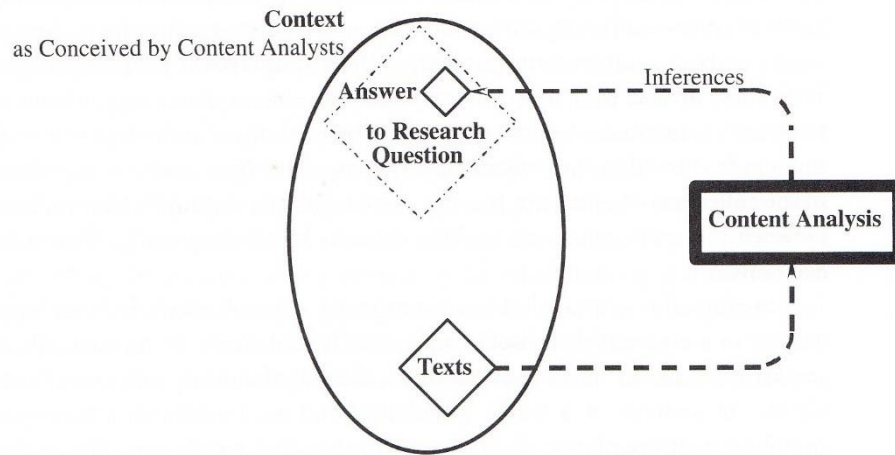 Context
as Conceived by Content Analysts
Inferences
Answer
to Research
Question
Content Analysis
Texts